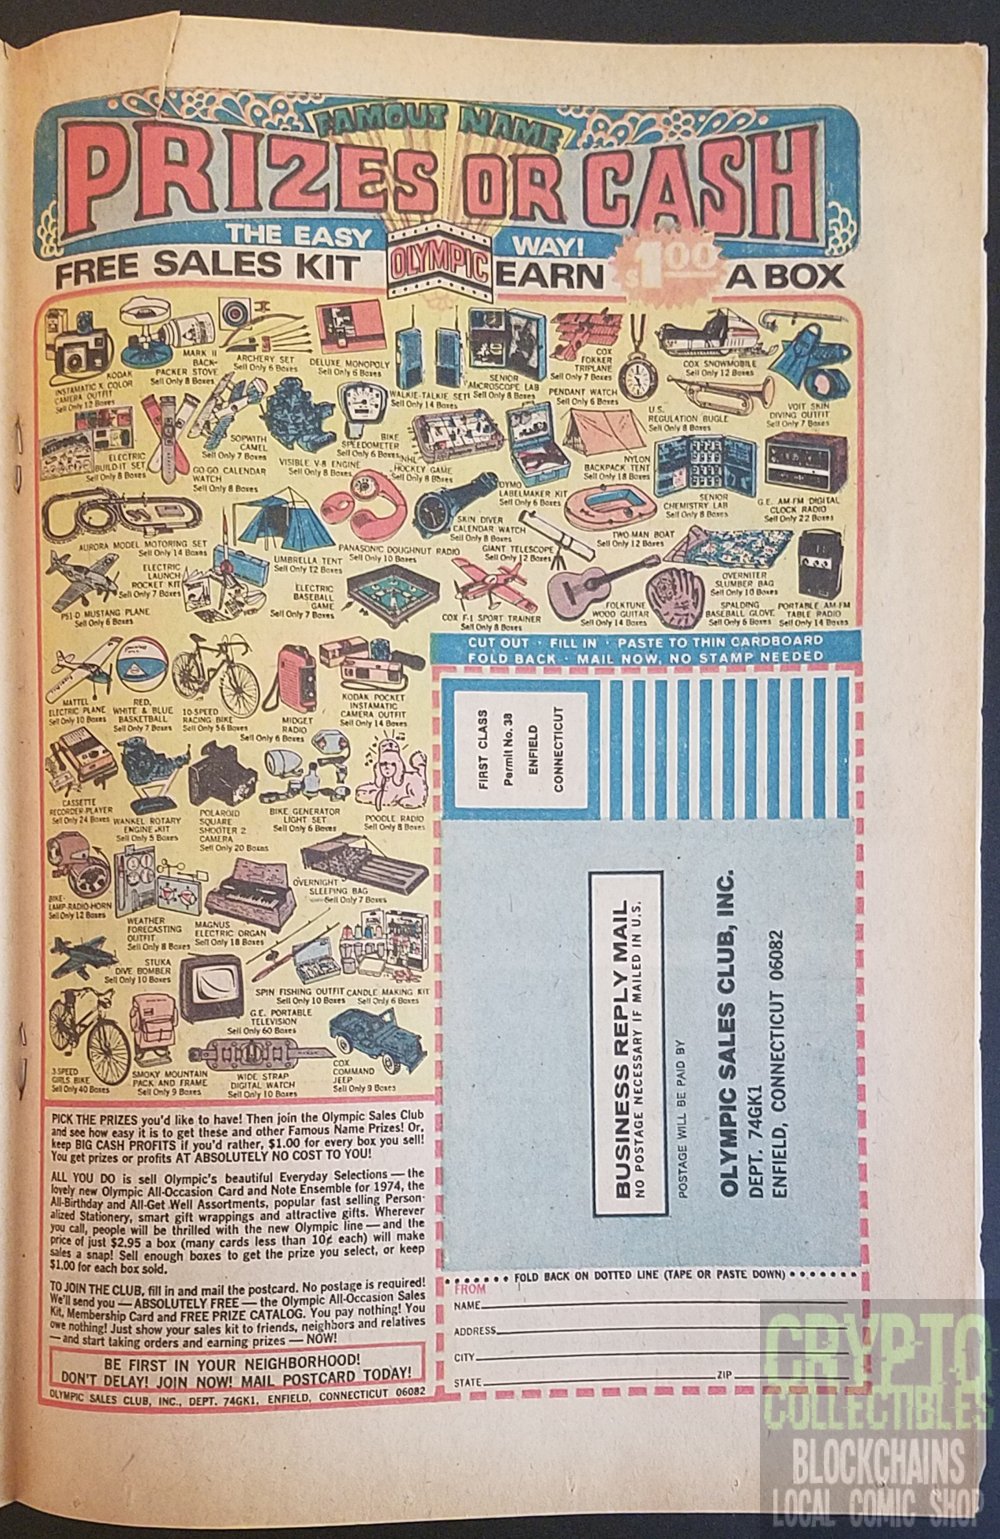 FAMOUS NAME
PRIZES OR CASH
THE EASY OLYMPIC WAY!
FREE SALES KIT EARN $1.00 A BOX
KODAK
INSTAMATIC X COLOR
CAMERA OUTFIT
Sell Only 12 Boxes
MARK II
BACK-
PACKER STOVE
Sell Only 8 Boxes
ARCHERY SET
Sell Only 6 Boxes
DELUXE MONOPOLY
Sell Only 6 Boxes
WALKIE-TALKIE SET
Sell Only 14 Boxes
SENIOR
MICROSCOPE LAB
Sell Only 8 Boxes
COX
FOKKER
TRIPLANE
Sell Only 7 Boxes
PENDANT WATCH
Sell Only 6 Boxes
COX SNOWMOBILE
Sell Only 12 Boxes
U.S.
REGULATION BUGLE
Sell Only 8 Boxes
VOIT SKIN
DIVING OUTFIT
Sell Only 7 Boxes
ELECTRIC
BUILD-IT SET
Sell Only 8 Boxes
GO-GO CALENDAR
WATCH
Sell Only 8 Boxes
SOPWITH
CAMEL
Sell Only 7 Boxes
VISIBLE V-8 ENGINE
Sell Only 8 Boxes
BIKE
SPEEDOMETER
Sell Only 6 Boxes
NHL
HOCKEY GAME
Sell Only 8 Boxes
DYMO
LABELMAKER KIT
Sell Only 6 Boxes
NYLON
BACKPACK TENT
Sell Only 18 Boxes
SENIOR
CHEMISTRY LAB
Sell Only 8 Boxes
G.E. AM-FM DIGITAL
CLOCK RADIO
Sell Only 22 Boxes
AURORA MODEL MOTORING SET
Sell Only 14 Boxes
UMBRELLA TENT
Sell Only 12 Boxes
PANASONIC DOUGHNUT RADIO
Sell Only 10 Boxes
SKIN DIVER
CALENDAR WATCH
Sell Only 8 Boxes
GIANT TELESCOPE
Sell Only 12 Boxes
TWO-MAN BOAT
Sell Only 12 Boxes
OVERNITER
SLUMBER BAG
Sell Only 10 Boxes
P51-D MUSTANG PLANE
Sell Only 6 Boxes
ELECTRIC
LAUNCH
ROCKET KIT
Sell Only 7 Boxes
ELECTRIC
BASEBALL
GAME
Sell Only 7 Boxes
COX F-1 SPORT TRAINER
Sell Only 8 Boxes
FOLKTUNE
WOOD GUITAR
Sell Only 14 Boxes
SPALDING
BASEBALL GLOVE
Sell Only 6 Boxes
PORTABLE AM-FM
TABLE RADIO
Sell Only 14 Boxes
MATTEL
ELECTRIC PLANE
Sell Only 10 Boxes
RED,
WHITE & BLUE
BASKETBALL
Sell Only 7 Boxes
10-SPEED
RACING BIKE
Sell Only 56 Boxes
MIDGET
RADIO
Sell Only 6 Boxes
KODAK POCKET
INSTAMATIC
CAMERA OUTFIT
Sell Only 14 Boxes
CASSETTE
RECORDER-PLAYER
Sell Only 24 Boxes
WANKEL ROTARY
ENGINE KIT
Sell Only 5 Boxes
POLAROID
SQUARE
SHOOTER 2
CAMERA
Sell Only 20 Boxes
BIKE GENERATOR
LIGHT SET
Sell Only 6 Boxes
POODLE RADIO
Sell Only 8 Boxes
BIKE-
LAMP-RADIO-HORN
Sell Only 12 Boxes
WEATHER
FORECASTING
OUTFIT
Sell Only 8 Boxes
MAGNUS
ELECTRIC ORGAN
Sell Only 18 Boxes
OVERNIGHT
SLEEPING BAG
Sell Only 7 Boxes
STUKA
DIVE BOMBER
Sell Only 10 Boxes
SPIN FISHING OUTFIT
Sell Only 10 Boxes
CANDLE MAKING KIT
Sell Only 6 Boxes
G.E. PORTABLE
TELEVISION
Sell Only 60 Boxes
3-SPEED
GIRLS BIKE
Sell Only 40 Boxes
SMOKY MOUNTAIN
PACK AND FRAME
Sell Only 9 Boxes
WIDE STRAP
DIGITAL WATCH
Sell Only 10 Boxes
COX
COMMAND
JEEP
Sell Only 9 Boxes
PICK THE PRIZES you'd like to have! Then join the Olympic Sales Club
and see how easy it is to get these and other Famous Name Prizes! Or,
keep BIG CASH PROFITS if you'd rather, $1.00 for every box you sell!
You get prizes or profits AT ABSOLUTELY NO COST TO YOU!
ALL YOU DO is sell Olympic's beautiful Everyday Selections — the
lovely new Olympic All-Occasion Card and Note Ensemble for 1974, the
All-Birthday and All-Get Well Assortments, popular fast selling Person-
alized Stationery, smart gift wrappings and attractive gifts. Wherever
you call, people will be thrilled with the new Olympic line — and the
price of just $2.95 a box (many cards less than 10¢ each) will make
sales a snap! Sell enough boxes to get the prize you select, or keep
$1.00 for each box sold.
TO JOIN THE CLUB, fill in and mail the postcard. No postage is required!
We'll send you — ABSOLUTELY FREE — the Olympic All-Occasion Sales
Kit, Membership Card and FREE PRIZE CATALOG. You pay nothing! You
owe nothing! Just show your sales kit to friends, neighbors and relatives
— and start taking orders and earning prizes — NOW!
BE FIRST IN YOUR NEIGHBORHOOD!
DON'T DELAY! JOIN NOW! MAIL POSTCARD TODAY!
OLYMPIC SALES CLUB, INC., DEPT. 74GK1, ENFIELD, CONNECTICUT 06082
CUT OUT · FILL IN · PASTE TO THIN CARDBOARD
FOLD BACK · MAIL NOW, NO STAMP NEEDED
FIRST CLASS
Permit No. 38
ENFIELD
CONNECTICUT
BUSINESS REPLY MAIL
NO POSTAGE NECESSARY IF MAILED IN U.S.
POSTAGE WILL BE PAID BY
OLYMPIC SALES CLUB, INC.
DEPT. 74GK1
ENFIELD, CONNECTICUT 06082
FOLD BACK ON DOTTED LINE (TAPE OR PASTE DOWN)
FROM
NAME
ADDRESS
CITY
STATE ZIP
CRYPTO
COLLECTIBLES
BLOCKCHAINS
LOCAL COMIC SHOP